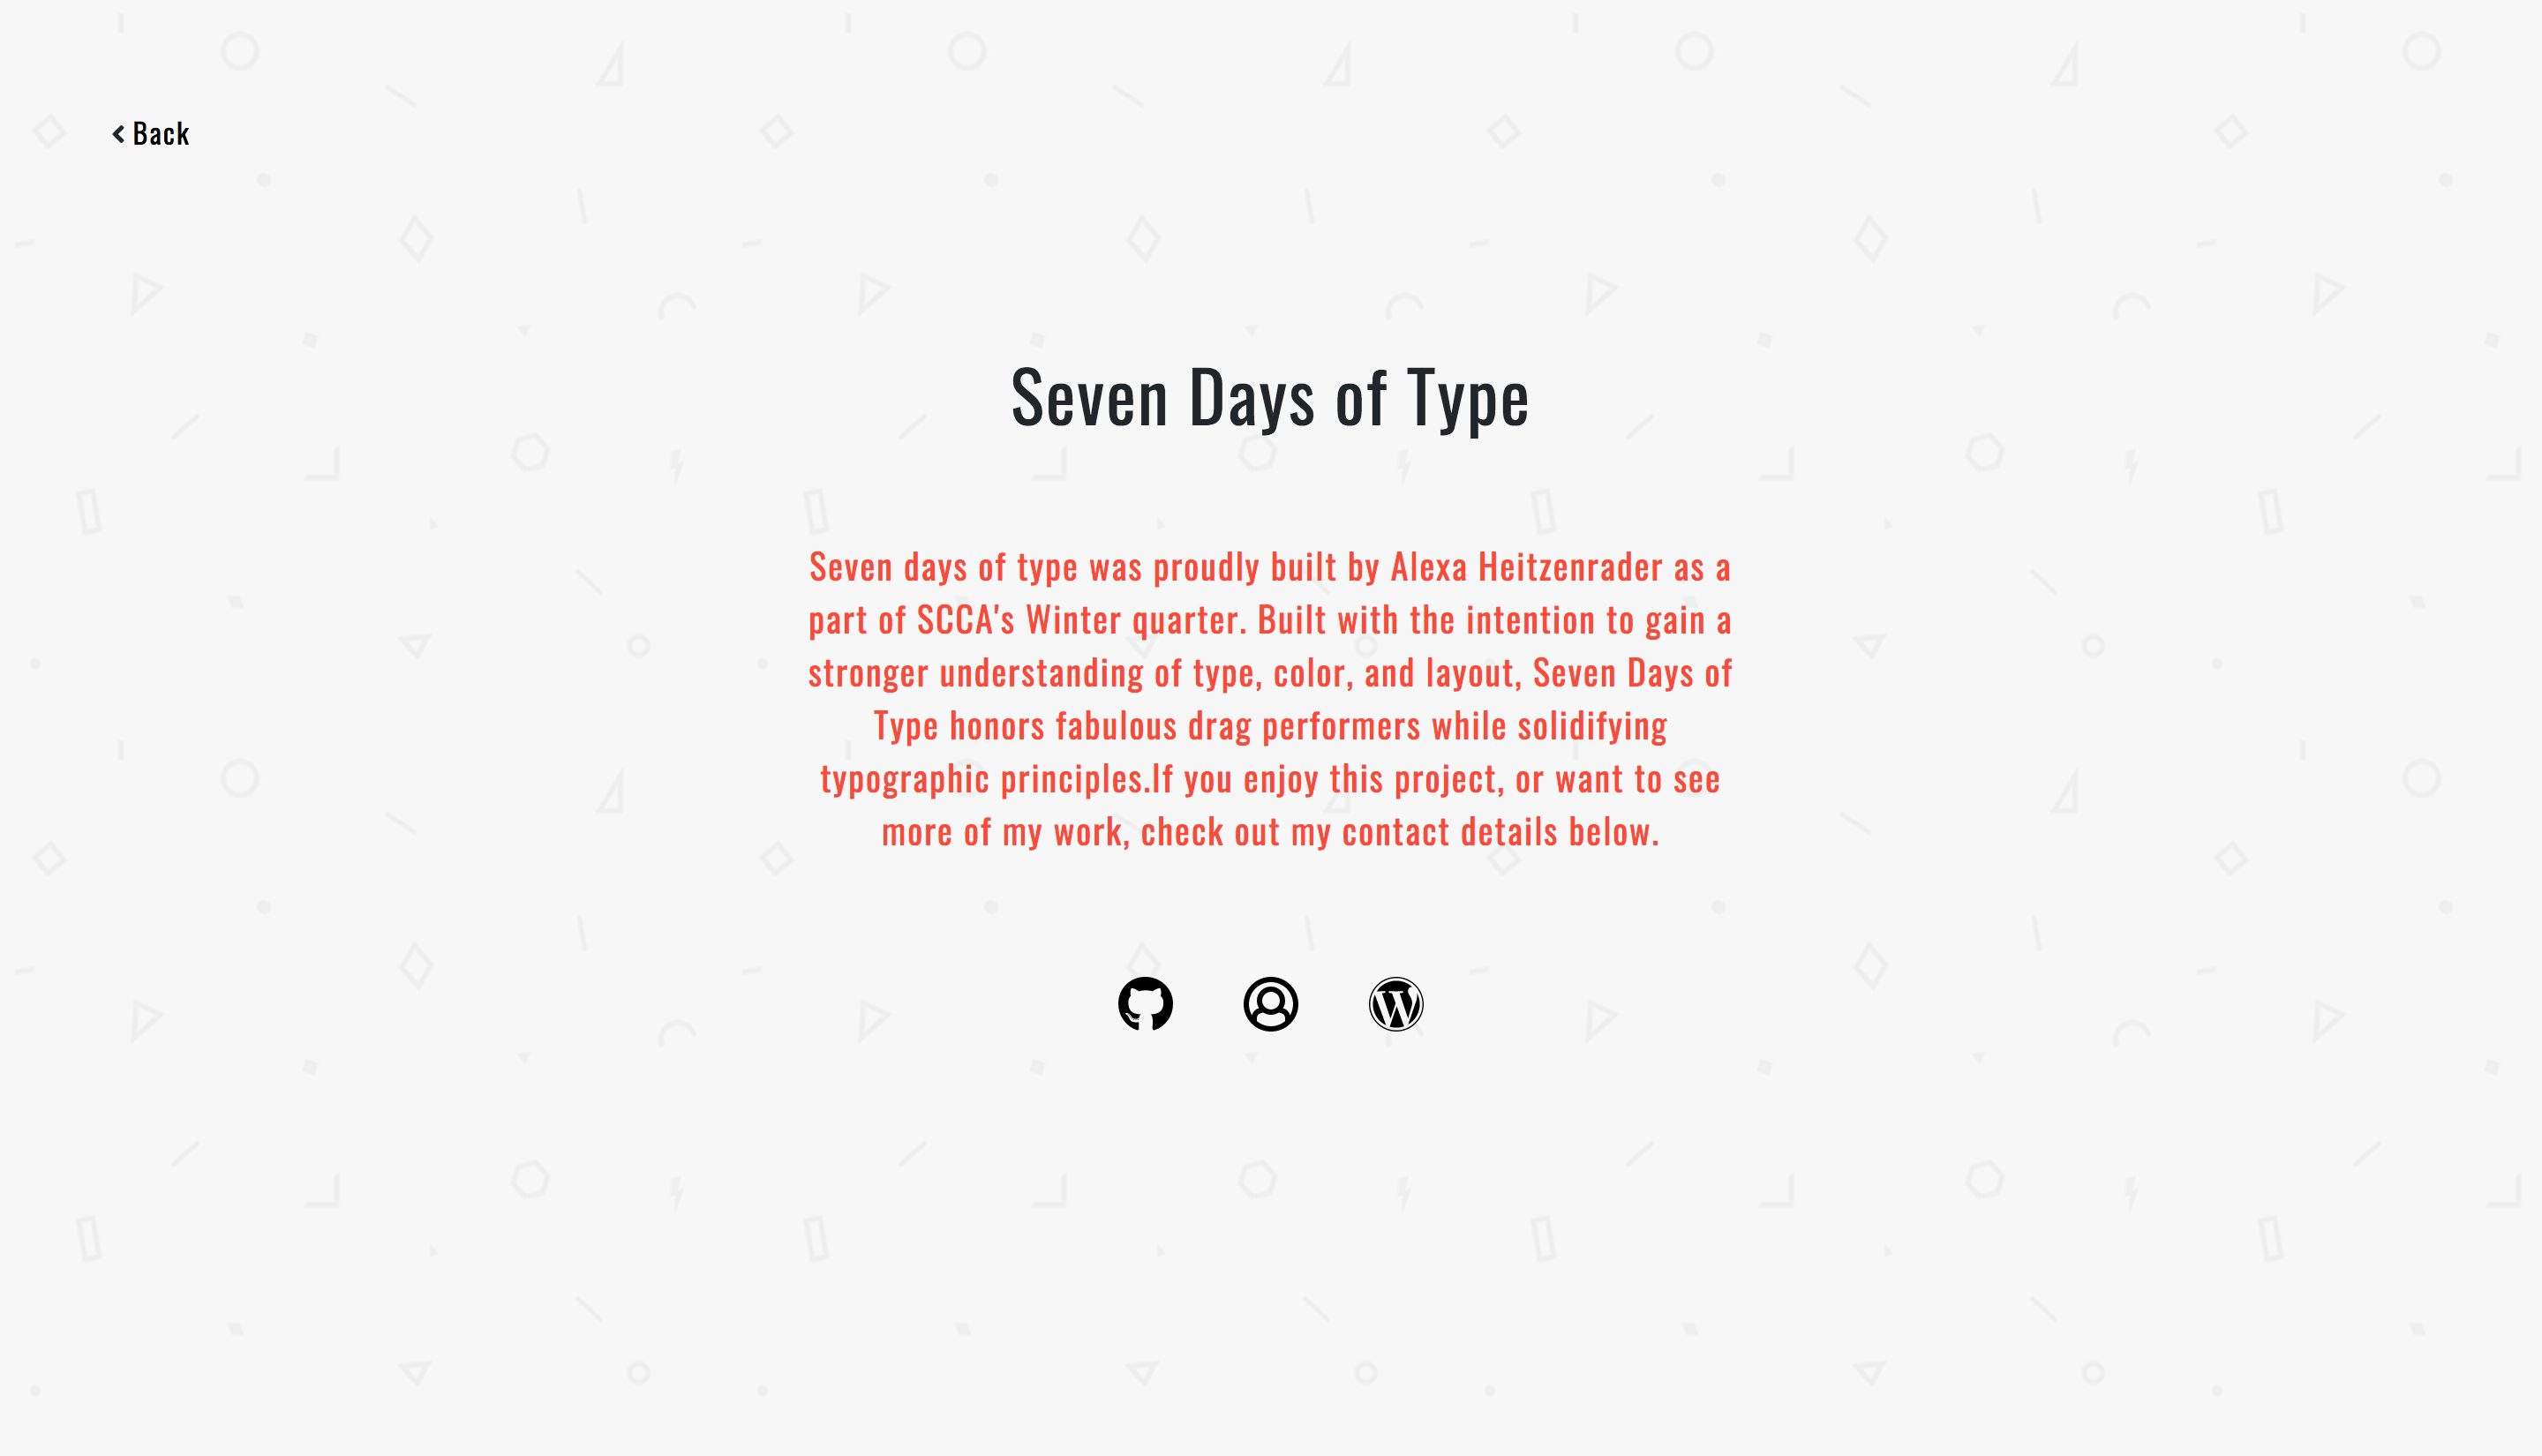 Back
Seven Days of Type
Seven days of type was proudly built by Alexa Heitzenrader as a
part of SCCA's Winter quarter. Built with the intention to gain a
stronger understanding of type, color, and layout, Seven Days of
Type honors fabulous drag performers while solidifying
typographic principles.If you enjoy this project, or want to see
more of my work, check out my contact details below.